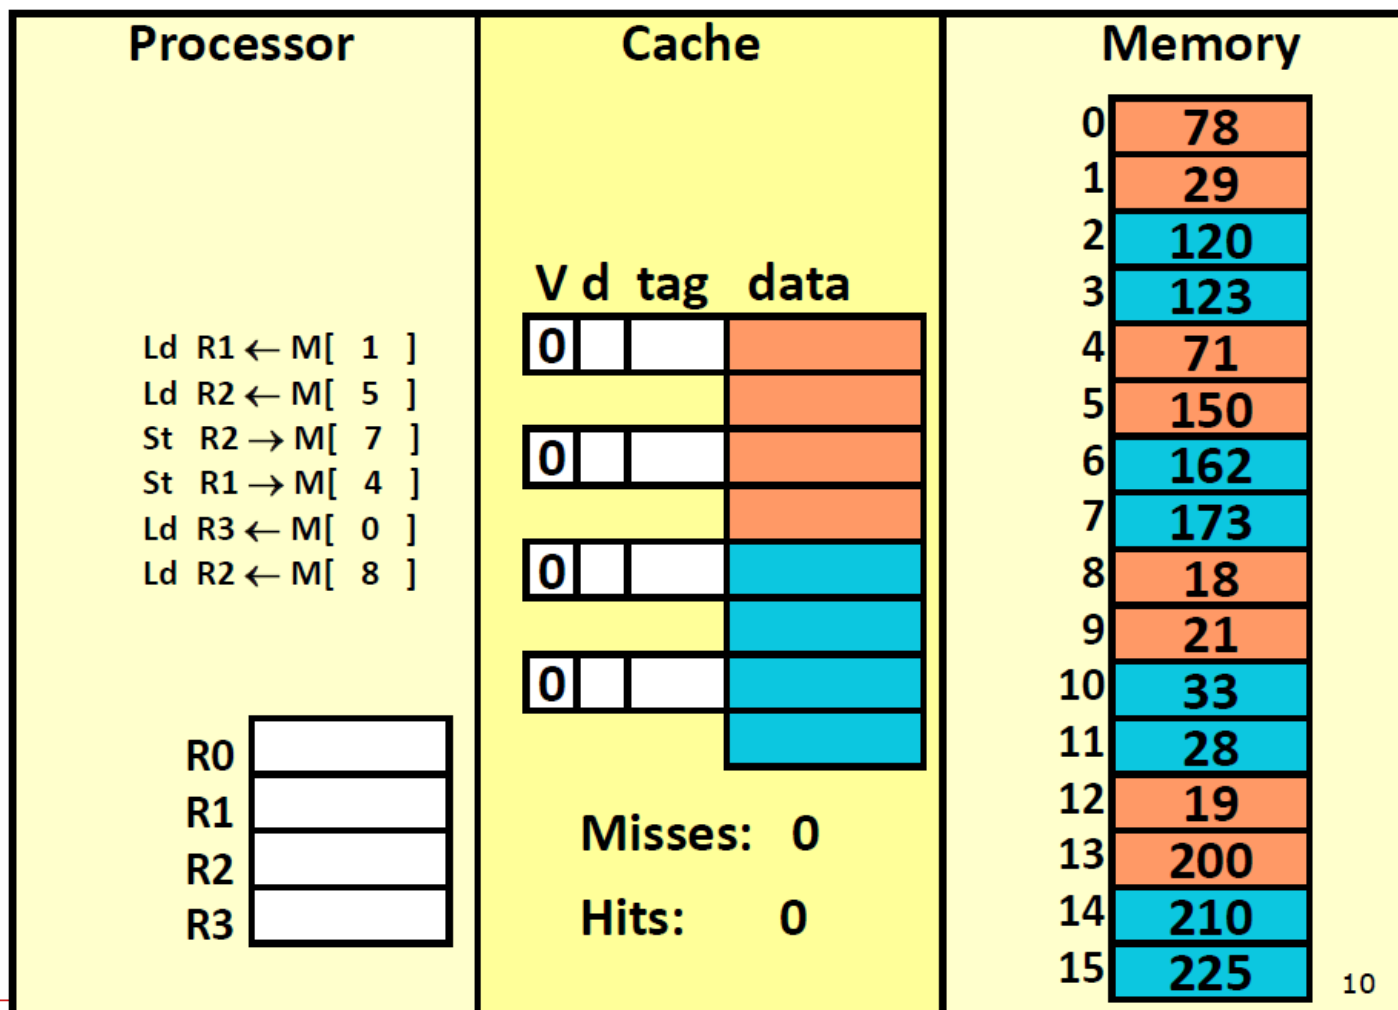 Processor
Ld R1 ← M[ 1 ]
Ld R2 ← M[ 5 ]
St R2 → M[ 7 ]
St R1 → M[ 4 ]
Ld R3 ← M[ 0 ]
Ld R2 ← M[ 8 ]
R0
R1
R2
R3
Cache
V d tag data
0
0
0
0
Misses: 0
Hits: 0
Memory
0 78
1 29
2 120
3 123
4 71
5 150
6 162
7 173
8 18
9 21
10 33
11 28
12 19
13 200
14 210
15 225
10